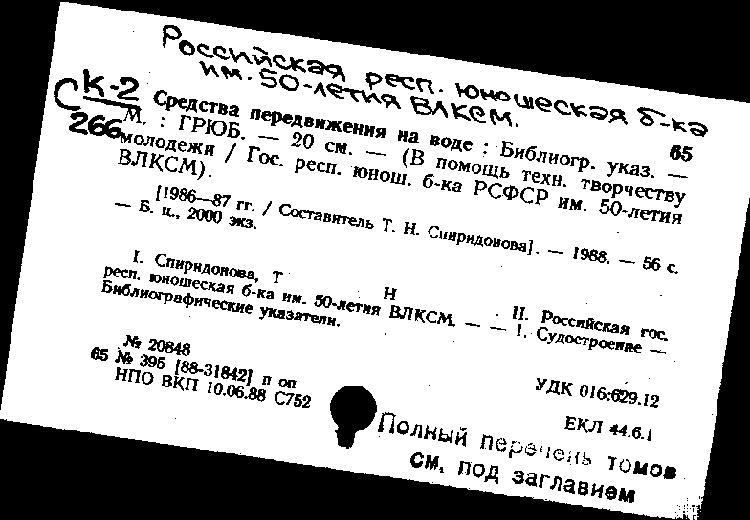 Российская респ. юношеская б-ка
им. 50-летия ВЛКСМ.
К-2
С 266
Средства передвижения на воде : Библиогр. указ. —
65
М. : ГРЮБ. — 20 см. — (В помощь техн. творчеству
молодежи / Гос. респ. юнош. б-ка РСФСР им. 50-летия
ВЛКСМ).
[1986—87 гг. / Составитель Т. Н. Спиридонова]. — 1988. — 56 с.
— Б. ц., 2000 экз.
I. Спиридонова, Т Н II. Российская гос.
респ. юношеская б-ка им. 50-летия ВЛКСМ. — — 1. Судостроение —
Библиографические указатели.
№ 20848
65 № 395 [88-31842] п оп
НПО ВКП 10.06.88 С752
УДК 016:629.12
ЕКЛ 44.6.1
Полный перечень томов
см. под заглавием